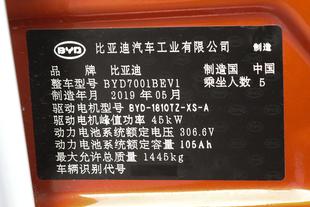 BYD 比亚迪汽车工业有限公司 制造
品 牌 比亚迪 制造国 中国
整车型号 BYD7001BEV1 乘坐人数 5
制造年月 2019年05月
驱动电机型号 BYD-1810TZ-XS-A
驱动电机峰值功率 45kW
动力电池系统额定电压 306.6V
动力电池系统额定容量 105Ah
最大允许总质量 1445kg
车辆识别代号